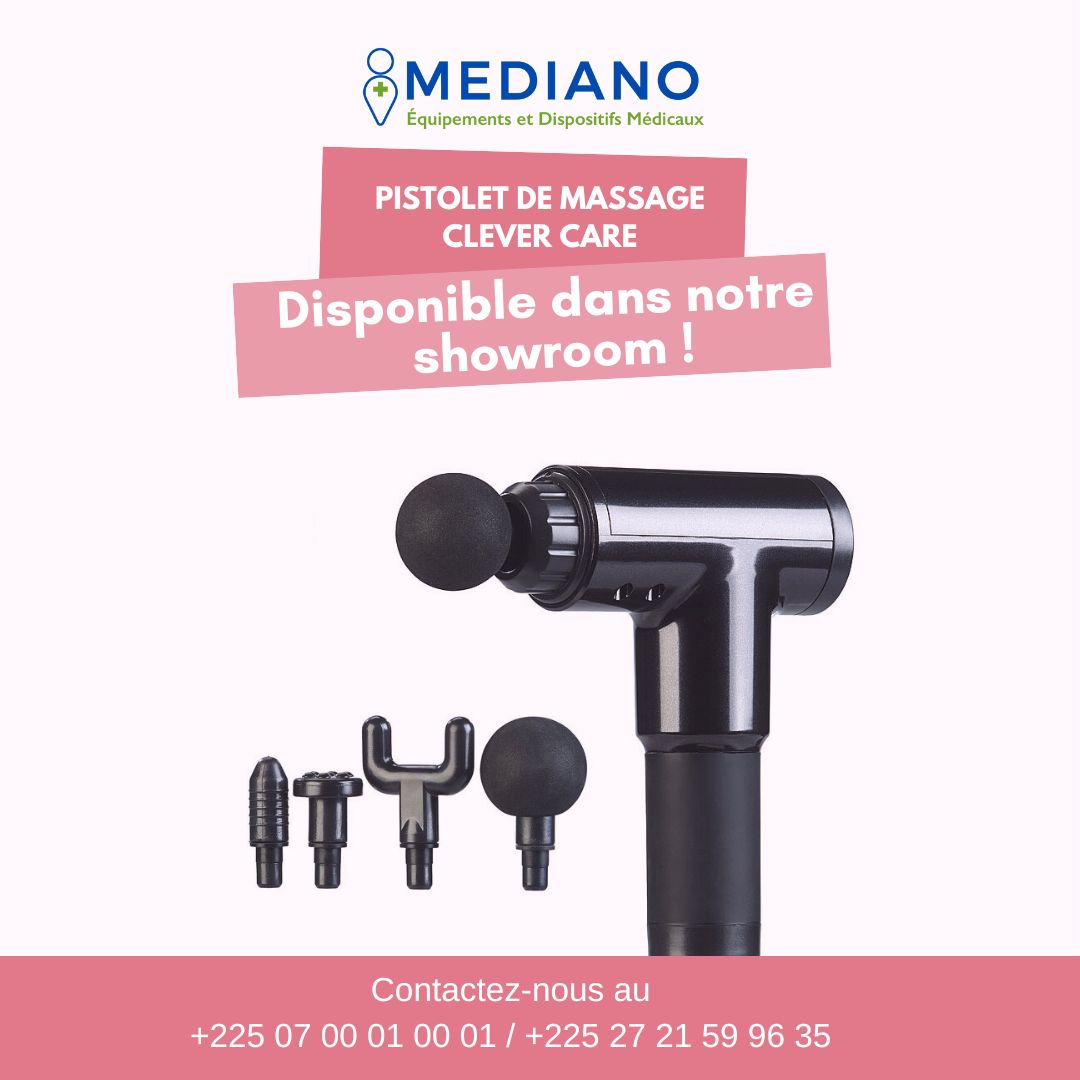 MEDIANO
Équipements et Dispositifs Médicaux
PISTOLET DE MASSAGE
CLEVER CARE
Disponible dans notre
showroom !
Contactez-nous au
+225 07 00 01 00 01 / +225 27 21 59 96 35